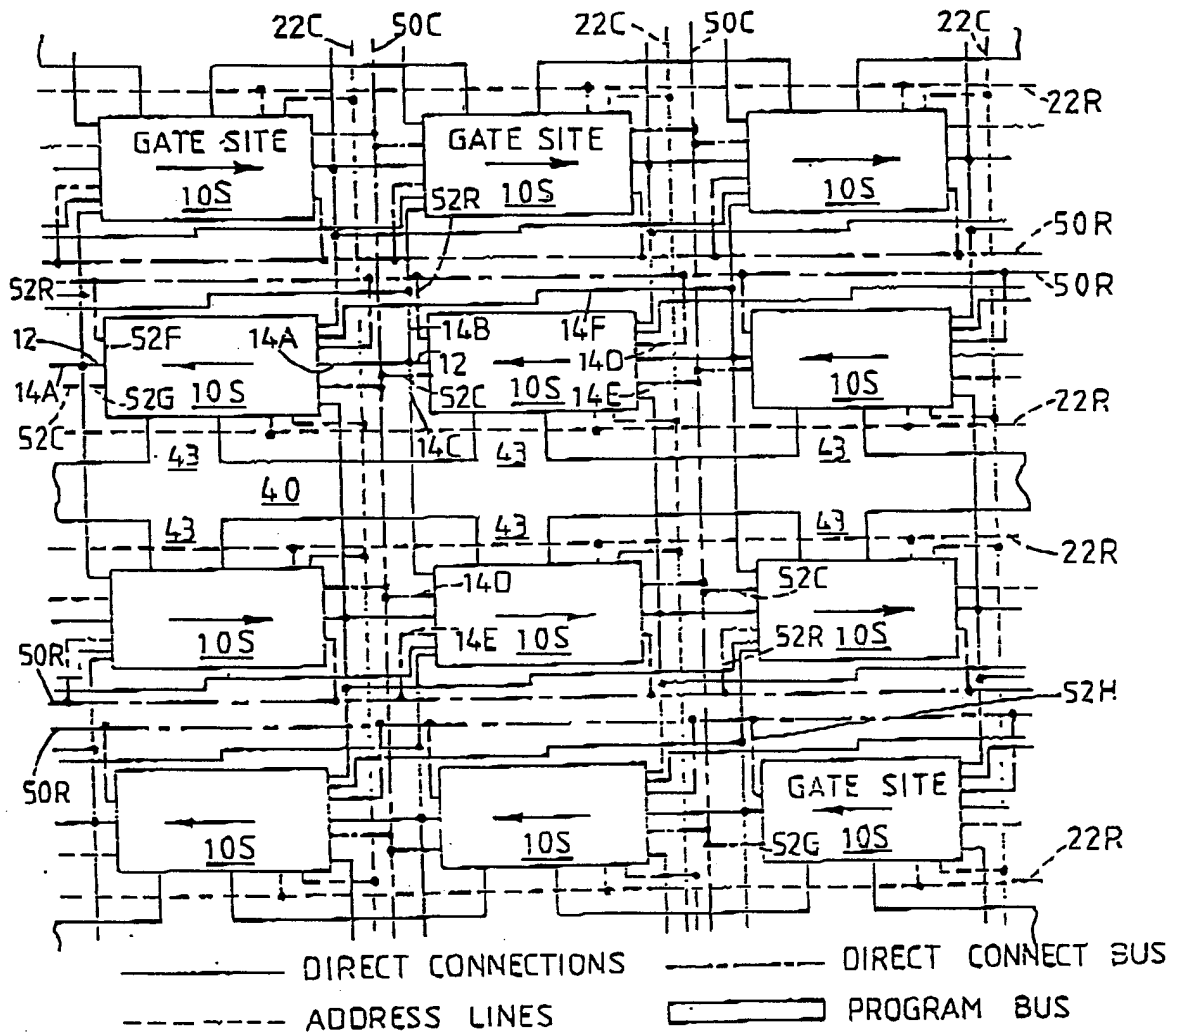 22C 50C 22C 50C 22C
22R
GATE SITE GATE SITE
10S 10S 10S
52R
50R
52R
50R
12 52F 14A 14B 14F
12 14D
14A 52G 10S 52C 10S 14E 10S
22R
52C 14C
43 43 43
40
43 43 43
22R
14D 52C
10S 14E 10S 52R 10S
50R
52H
50R
GATE SITE
10S 10S 52G 10S
22R
DIRECT CONNECTIONS DIRECT CONNECT BUS
ADDRESS LINES PROGRAM BUS